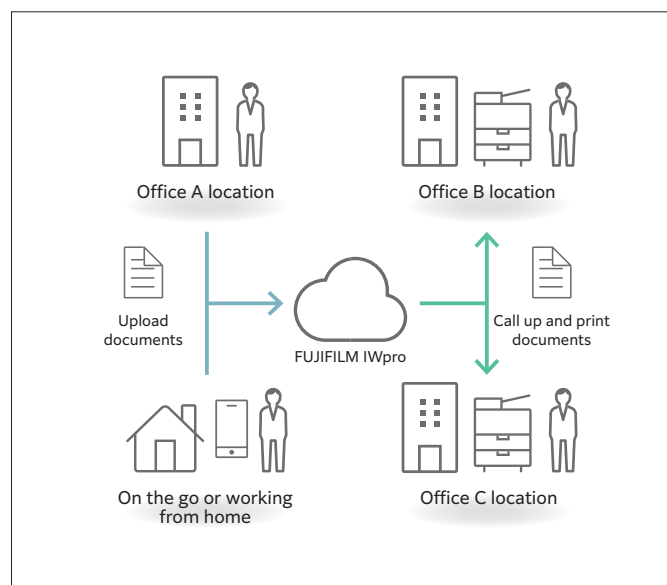 Office A location
Office B location
Upload
documents
FUJIFILM IWpro
Call up and print
documents
On the go or working
from home
Office C location